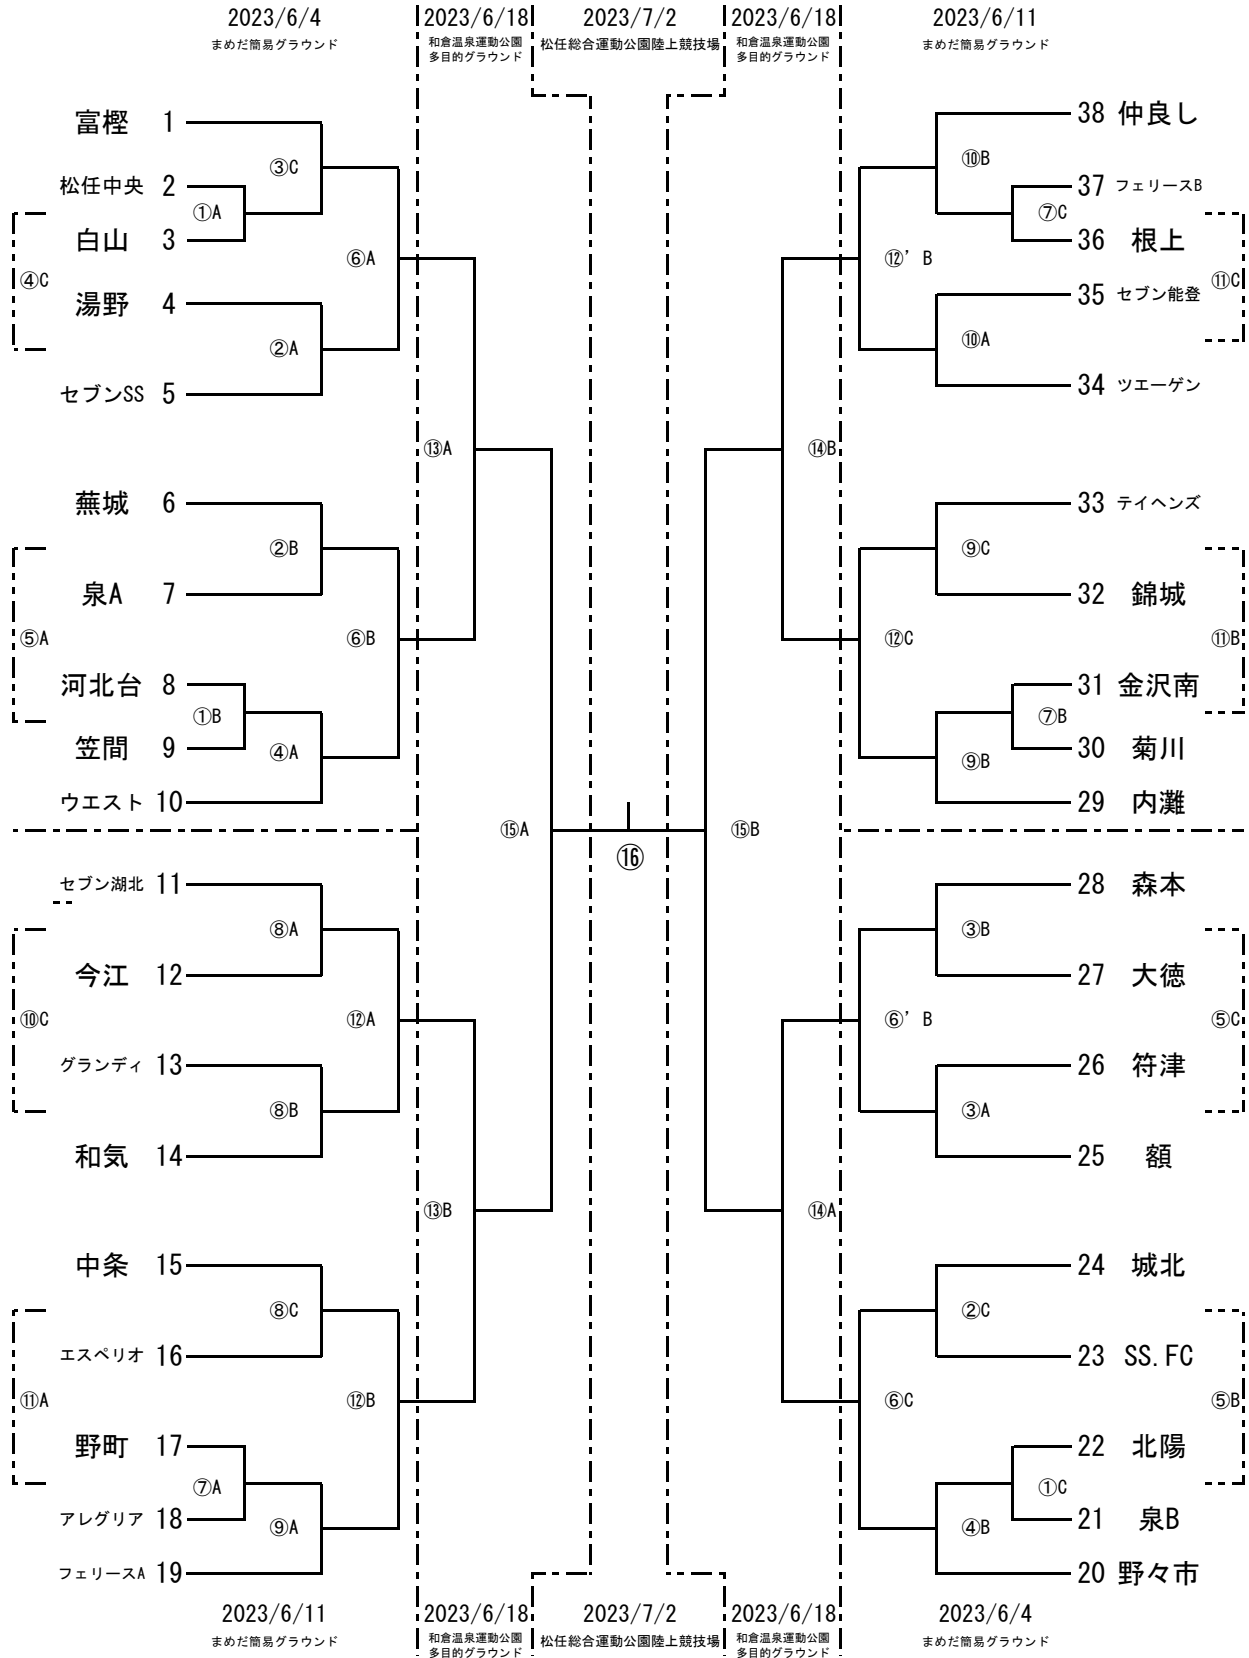 2023/6/4 2023/6/18 2023/7/2 2023/6/18 2023/6/11
まめだ簡易グラウンド 和倉温泉運動公園 松任総合運動公園陸上競技場 和倉温泉運動公園 まめだ簡易グラウンド
多目的グラウンド 多目的グラウンド
富樫 1
③C
松任中央 2
①A
白山 3
⑥A
④C
湯野 4
②A
セブンSS 5
⑬A
蕪城 6
②B
泉A 7
⑤A
⑥B
河北台 8
①B
笠間 9
④A
ウエスト 10
⑮A
セブン湖北 11
⑧A
今江 12
⑩C
⑫A
グランディ 13
⑧B
和気 14
⑬B
中条 15
⑧C
エスペリオ 16
⑪A
⑫B
野町 17
⑦A
アレグリア 18
⑨A
フェリースA 19
⑯
38 仲良し
⑩B
37 フェリースB
⑦C
36 根上
⑫’B
⑪C
35 セブン能登
⑩A
34 ツエーゲン
⑭B
33 テイヘンズ
⑨C
32 錦城
⑫C
⑪B
31 金沢南
⑦B
30 菊川
⑨B
29 内灘
⑮B
28 森本
③B
27 大徳
⑥’B
⑤C
26 符津
③A
25 額
⑭A
24 城北
②C
23 SS.FC
⑥C
⑤B
22 北陽
①C
21 泉B
④B
20 野々市
2023/6/11 2023/6/18 2023/7/2 2023/6/18 2023/6/4
まめだ簡易グラウンド 和倉温泉運動公園 松任総合運動公園陸上競技場 和倉温泉運動公園 まめだ簡易グラウンド
多目的グラウンド 多目的グラウンド